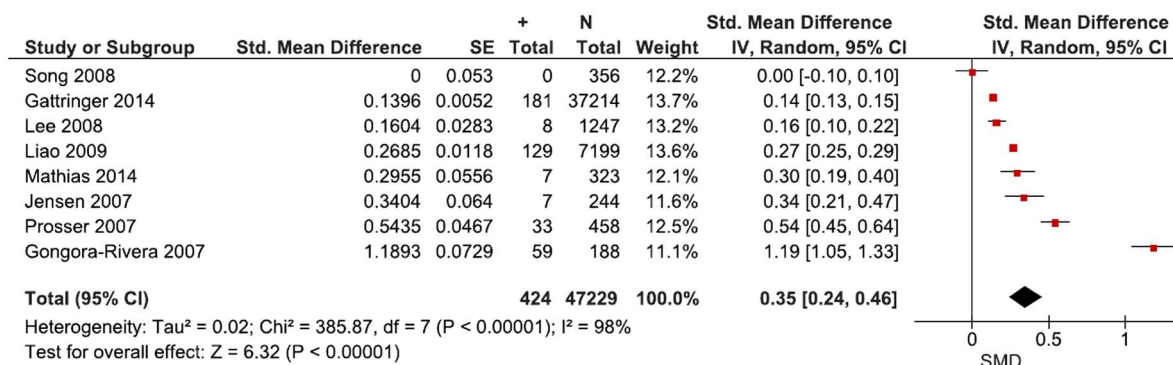 + N Std. Mean Difference Std. Mean Difference
Study or Subgroup Std. Mean Difference SE Total Total Weight IV, Random, 95% CI IV, Random, 95% CI
Song 2008 0 0.053 0 356 12.2% 0.00 [-0.10, 0.10]
Gattringer 2014 0.1396 0.0052 181 37214 13.7% 0.14 [0.13, 0.15]
Lee 2008 0.1604 0.0283 8 1247 13.2% 0.16 [0.10, 0.22]
Liao 2009 0.2685 0.0118 129 7199 13.6% 0.27 [0.25, 0.29]
Mathias 2014 0.2955 0.0556 7 323 12.1% 0.30 [0.19, 0.40]
Jensen 2007 0.3404 0.064 7 244 11.6% 0.34 [0.21, 0.47]
Prosser 2007 0.5435 0.0467 33 458 12.5% 0.54 [0.45, 0.64]
Gongora-Rivera 2007 1.1893 0.0729 59 188 11.1% 1.19 [1.05, 1.33]
Total (95% CI) 424 47229 100.0% 0.35 [0.24, 0.46]
Heterogeneity: Tau² = 0.02; Chi² = 385.87, df = 7 (P < 0.00001); I² = 98%
Test for overall effect: Z = 6.32 (P < 0.00001)
0 0.5 1
SMD